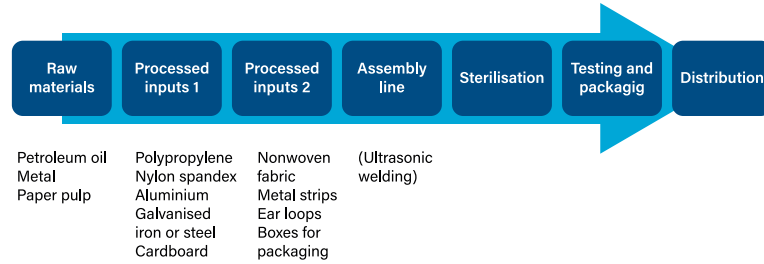 Raw
materials
Processed
inputs 1
Processed
inputs 2
Assembly
line
Sterilisation
Testing and
packagig
Distribution
Petroleum oil
Metal
Paper pulp
Polypropylene
Nylon spandex
Aluminium
Galvanised
iron or steel
Cardboard
Nonwoven
fabric
Metal strips
Ear loops
Boxes for
packaging
(Ultrasonic
welding)